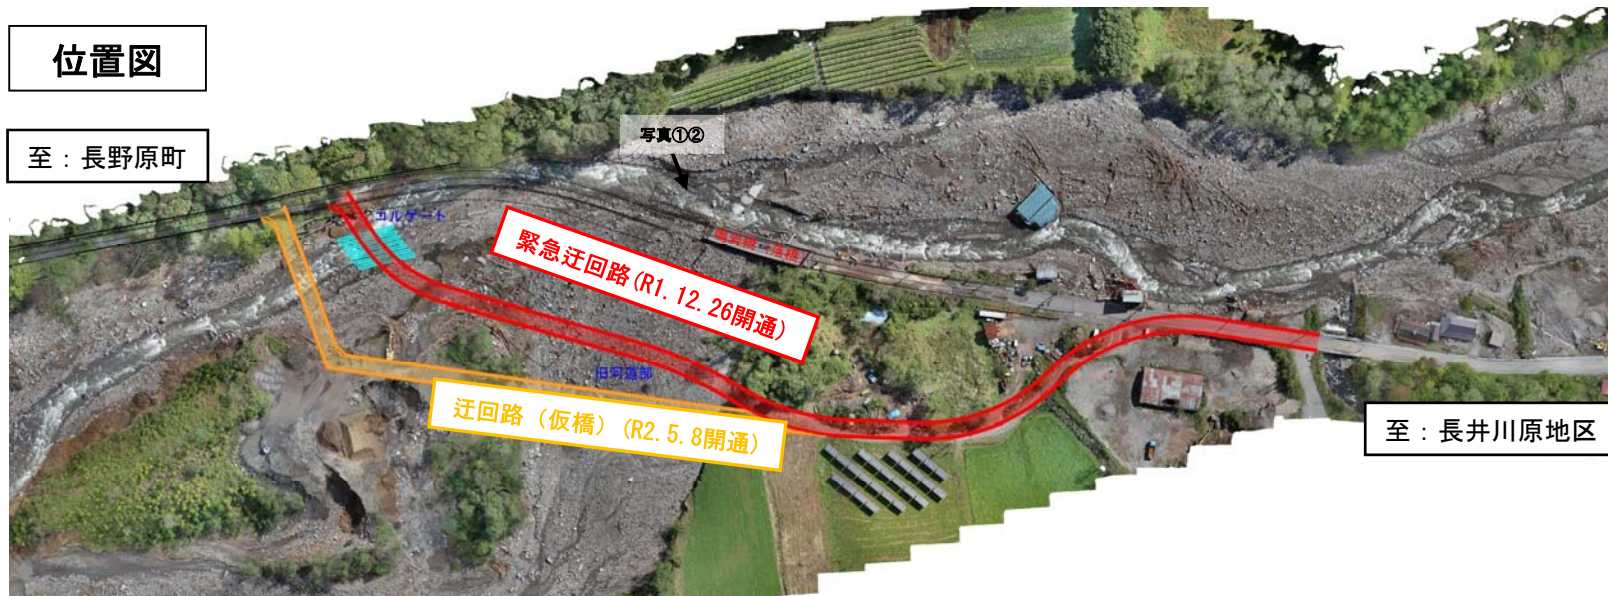 位置図
至：長野原町
写真①②
コルゲート
緊急迂回路(R1.12.26開通)
旧河道部
迂回路（仮橋）(R2.5.8開通)
至：長井川原地区